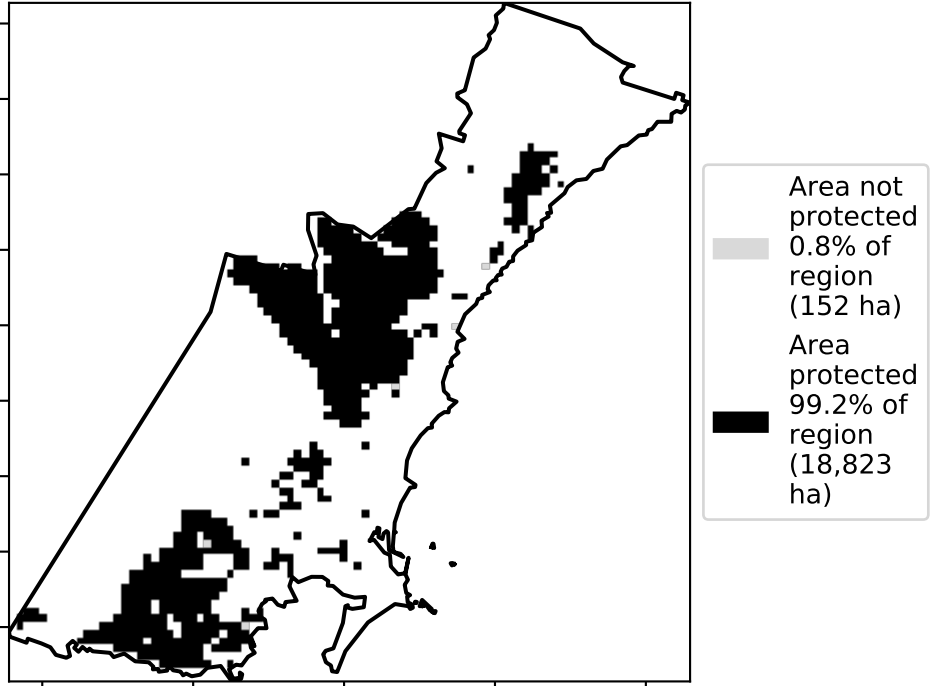 Area not
protected
0.8% of
region
(152 ha)
Area
protected
99.2% of
region
(18,823
ha)